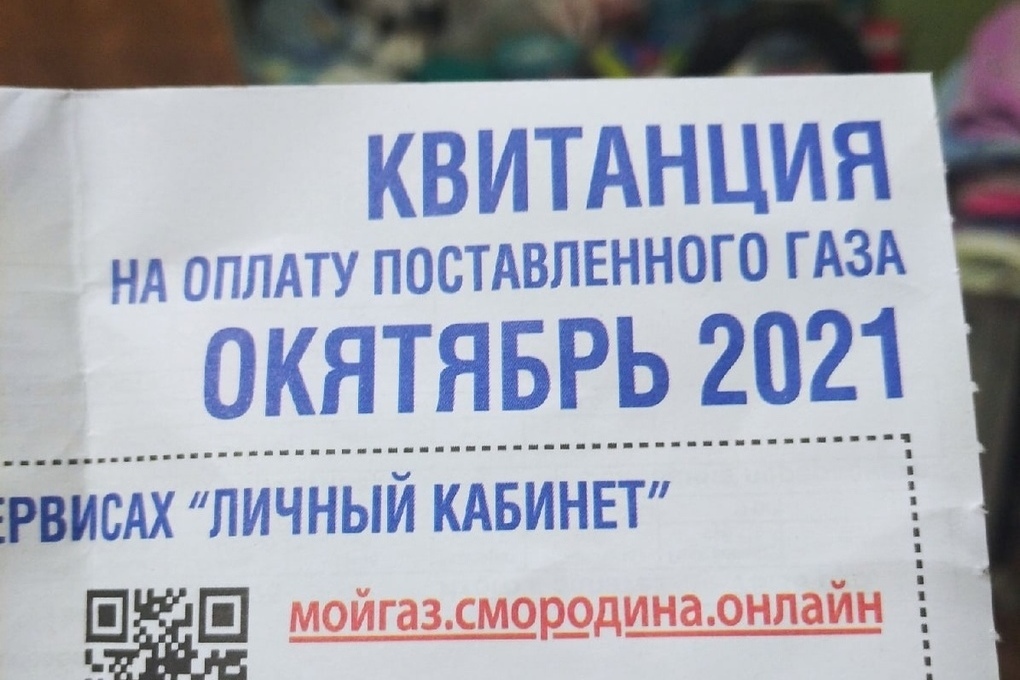 КВИТАНЦИЯ
НА ОПЛАТУ ПОСТАВЛЕННОГО ГАЗА
ОКЯТЯБРЬ 2021
ЕРВИСАХ “ЛИЧНЫЙ КАБИНЕТ”
мойгаз.смородина.онлайн